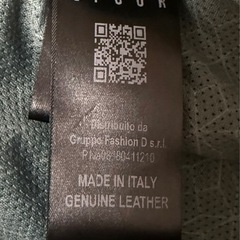 Distribuito da
Gruppo Fashion D s.r.l.
MADE IN ITALY
GENUINE LEATHER